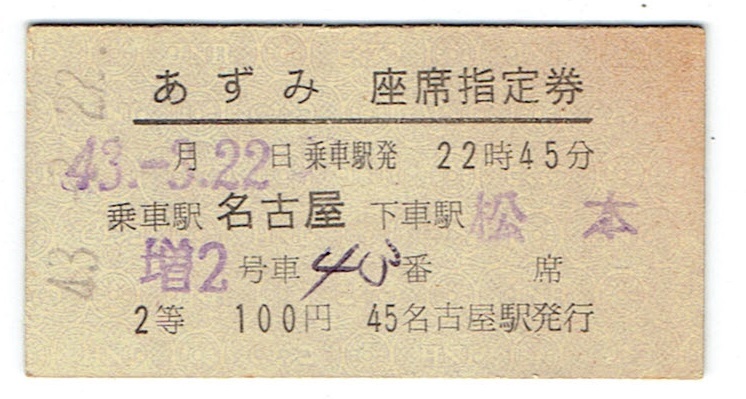 あずみ 座席指定券
43.-3.22 月 日 乗車駅発 22時45分
乗車駅 名古屋 下車駅 松本
増2 号車 40 番 席
2等 100円 45名古屋駅発行